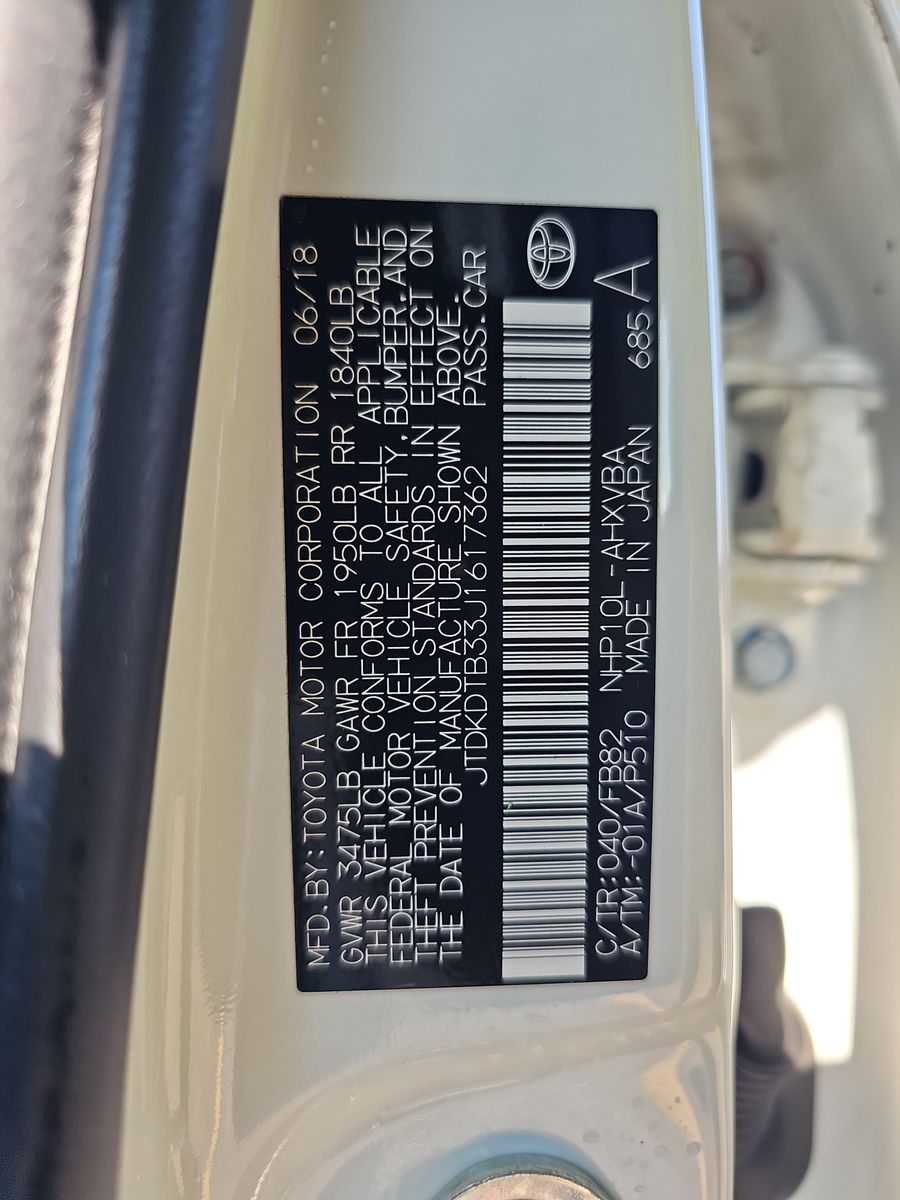 MFD.BY:TOYOTA MOTOR CORPORATION 06/18
GVWR 3475LB GAWR FR 1950LB RR 1840LB
THIS VEHICLE CONFORMS TO ALL APPLICABLE
FEDERAL MOTOR VEHICLE SAFETY,BUMPER,AND
THEFT PREVENTION STANDARDS IN EFFECT ON
THE DATE OF MANUFACTURE SHOWN ABOVE.
JTDKDTB33J1617362 PASS.CAR
C/TR:040/FB82 NHP10L-AHXVBA
A/TM:-01A/P510 MADE IN JAPAN 685 A